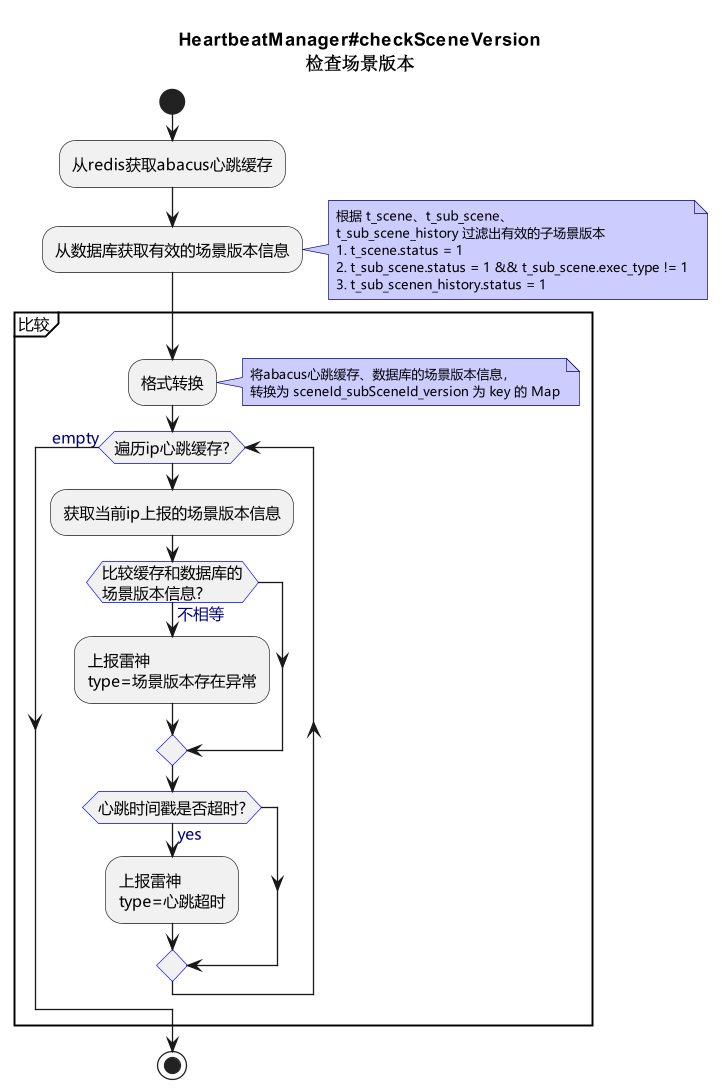 HeartbeatManager#checkSceneVersion
检查场景版本
从redis获取abacus心跳缓存
从数据库获取有效的场景版本信息
根据 t_scene、t_sub_scene、
t_sub_scene_history 过滤出有效的子场景版本
1. t_scene.status = 1
2. t_sub_scene.status = 1 && t_sub_scene.exec_type != 1
3. t_sub_scenen_history.status = 1
比较
格式转换
将abacus心跳缓存、数据库的场景版本信息，
转换为 sceneId_subSceneId_version 为 key 的 Map
empty
遍历ip心跳缓存?
获取当前ip上报的场景版本信息
比较缓存和数据库的
场景版本信息?
不相等
上报雷神
type=场景版本存在异常
心跳时间戳是否超时?
yes
上报雷神
type=心跳超时